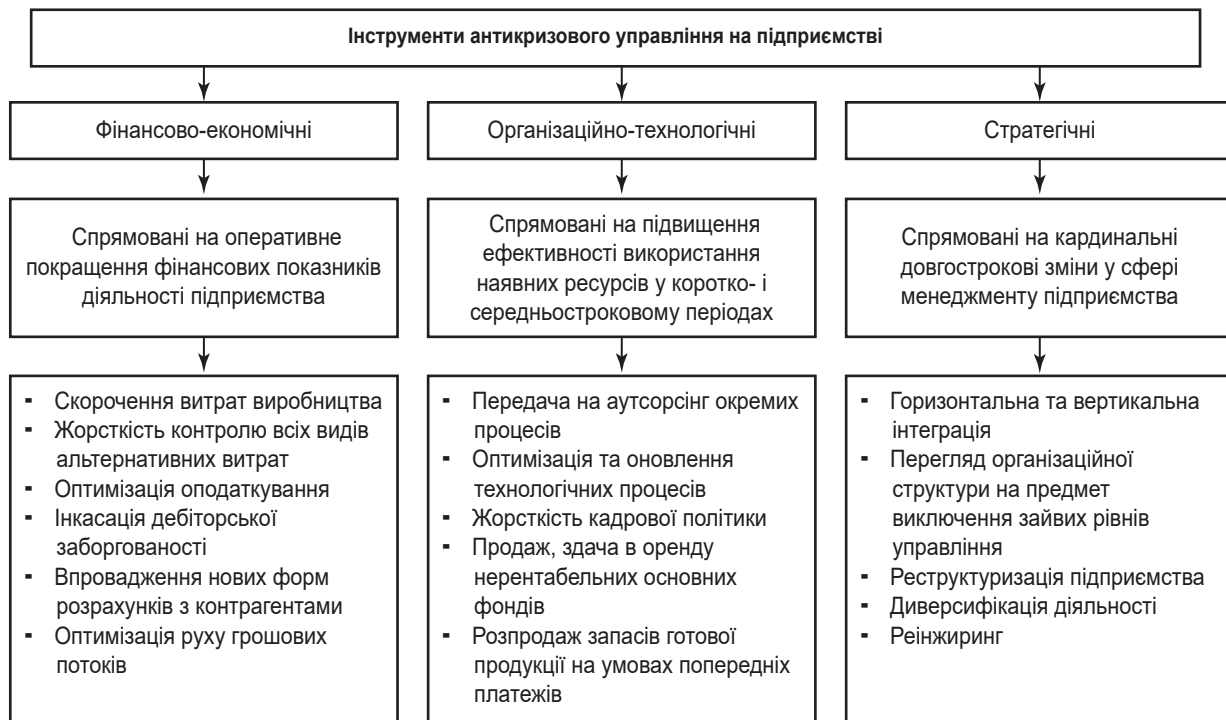 Інструменти антикризового управління на підприємстві
Фінансово-економічні
Організаційно-технологічні
Стратегічні
Спрямовані на оперативне
покращення фінансових показників
діяльності підприємства
Спрямовані на підвищення
ефективності використання
наявних ресурсів у коротко- і
середньостроковому періодах
Спрямовані на кардинальні
довгострокові зміни у сфері
менеджменту підприємства
- Скорочення витрат виробництва
- Жорсткість контролю всіх видів
альтернативних витрат
- Оптимізація оподаткування
- Інкасація дебіторської
заборгованості
- Впровадження нових форм
розрахунків з контрагентами
- Оптимізація руху грошових
потоків
- Передача на аутсорсінг окремих
процесів
- Оптимізація та оновлення
технологічних процесів
- Жорсткість кадрової політики
- Продаж, здача в оренду
нерентабельних основних
фондів
- Розпродаж запасів готової
продукції на умовах попередніх
платежів
- Горизонтальна та вертикальна
інтеграція
- Перегляд організаційної
структури на предмет
виключення зайвих рівнів
управління
- Реструктуризація підприємства
- Диверсифікація діяльності
- Реінжиринг